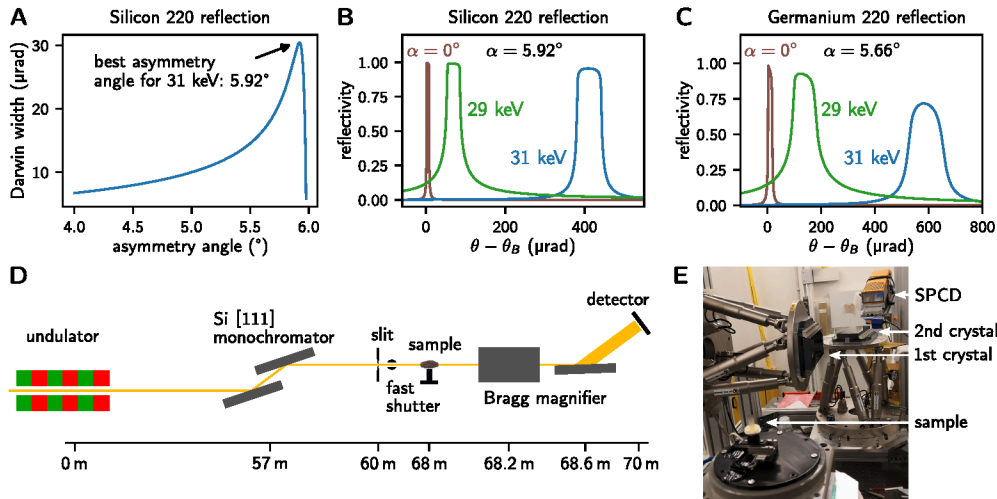 A
Silicon 220 reflection
30
20
10
Darwin width (µrad)
best asymmetry
angle for 31 keV: 5.92°
4.0 4.5 5.0 5.5 6.0
asymmetry angle (°)
B
Silicon 220 reflection
α = 0° α = 5.92°
1.00
0.75
0.50
0.25
0.00
reflectivity
29 keV
31 keV
0 200 400
θ − θB (µrad)
C
Germanium 220 reflection
α = 0° α = 5.66°
1.00
0.75
0.50
0.25
0.00
reflectivity
29 keV
31 keV
0 200 400 600 800
θ − θB (µrad)
D
undulator
Si [111]
monochromator
slit
fast
shutter
sample
Bragg magnifier
detector
0 m 57 m 60 m 68 m 68.2 m 68.6 m 70 m
E
SPCD
2nd crystal
1st crystal
sample